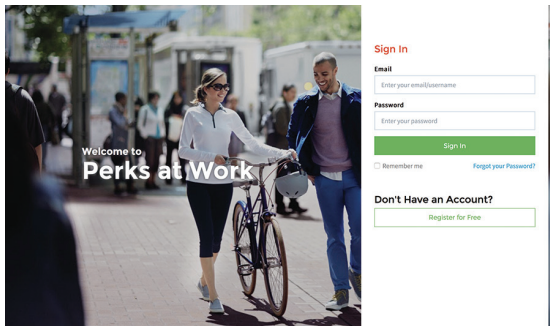 Welcome to
Perks at Work
Sign In
Email
Enter your email/username
Password
Enter your password
Sign In
Remember me
Forgot your Password?
Don't Have an Account?
Register for Free